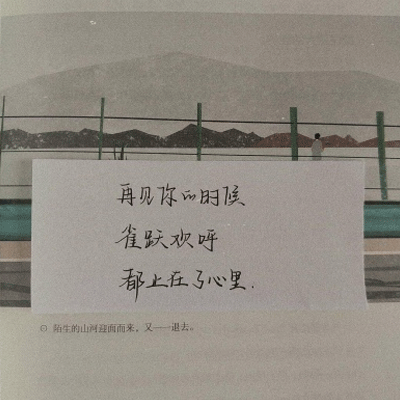 再见你的时候
雀跃欢呼
都上在了心里.
㊀ 陌生的山河迎面而来，又一一退去。